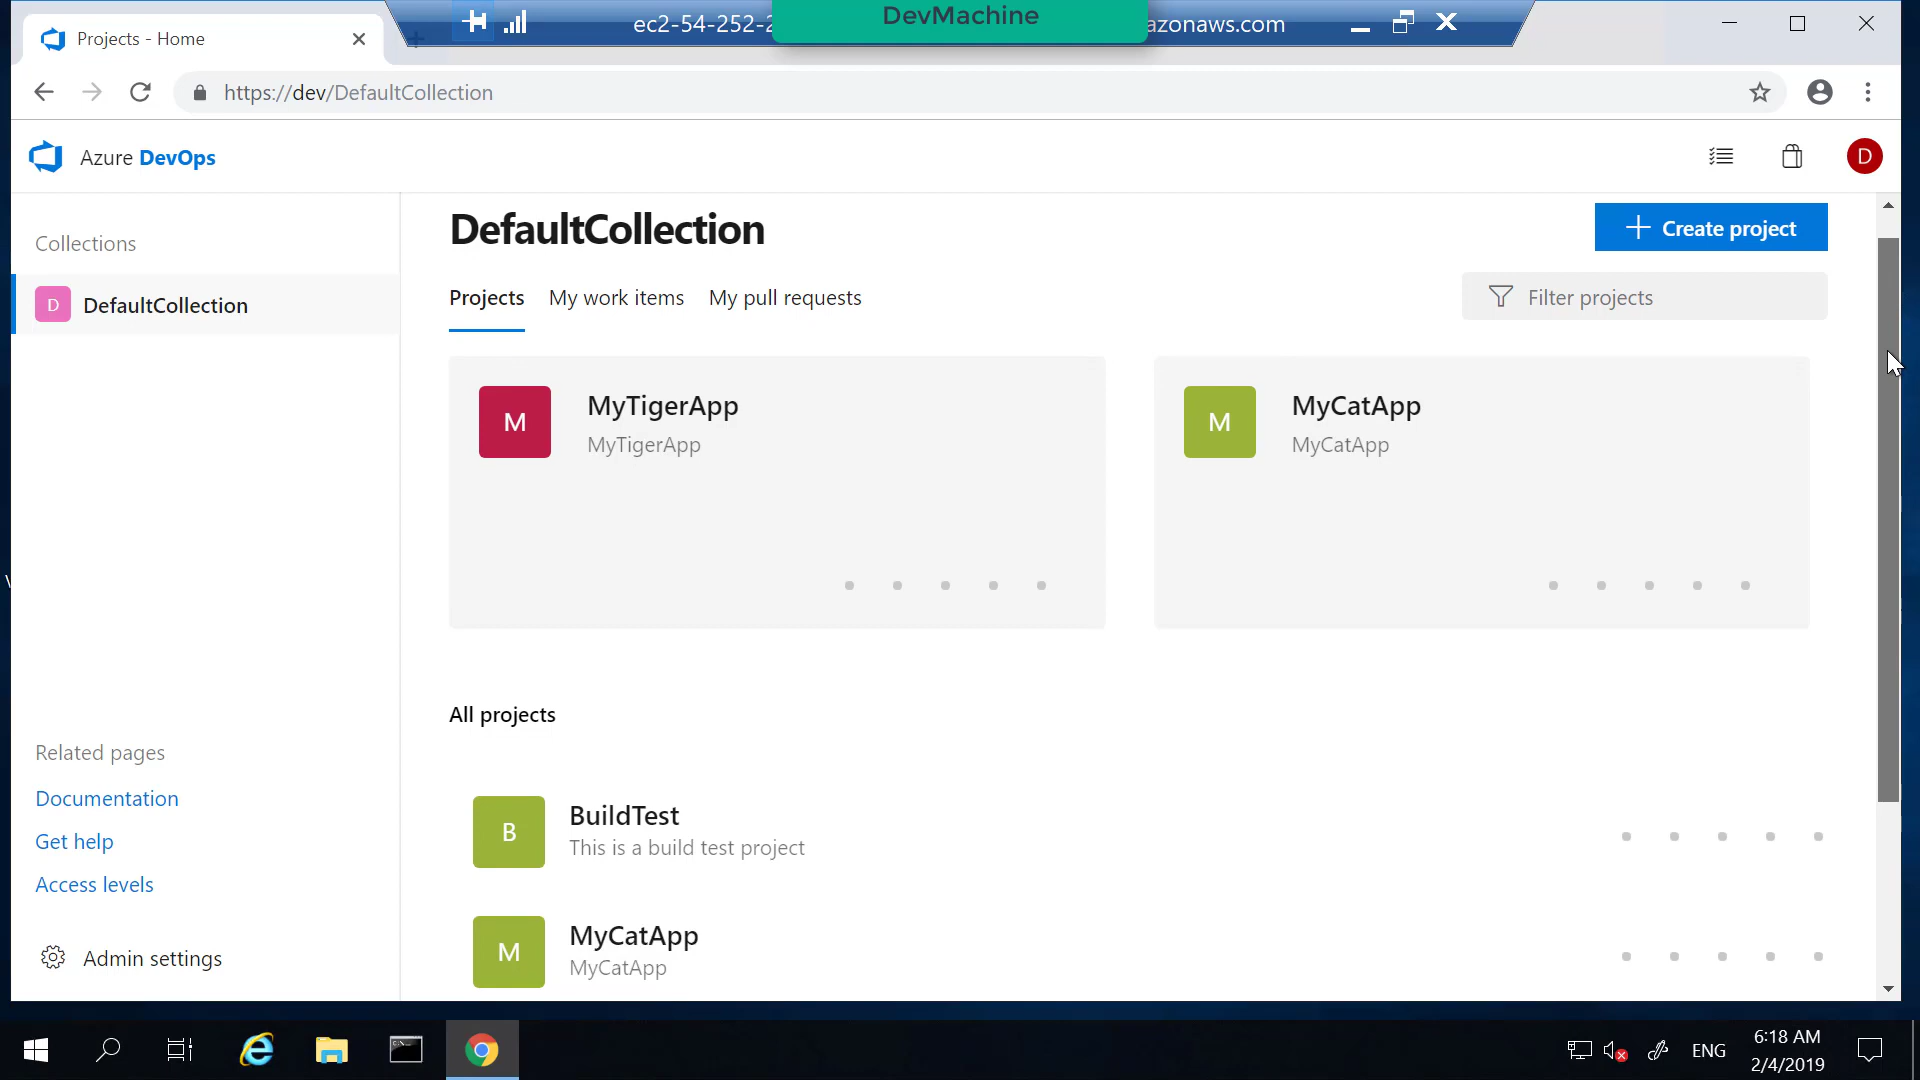 Projects - Home
ec2-54-252-2
DevMachine
azonaws.com
https://dev/DefaultCollection
Azure DevOps
D
Collections
D DefaultCollection
DefaultCollection
+ Create project
Projects My work items My pull requests
Filter projects
M MyTigerApp
MyTigerApp
M MyCatApp
MyCatApp
All projects
B BuildTest
This is a build test project
M MyCatApp
MyCatApp
Related pages
Documentation
Get help
Access levels
Admin settings
ENG
6:18 AM
2/4/2019